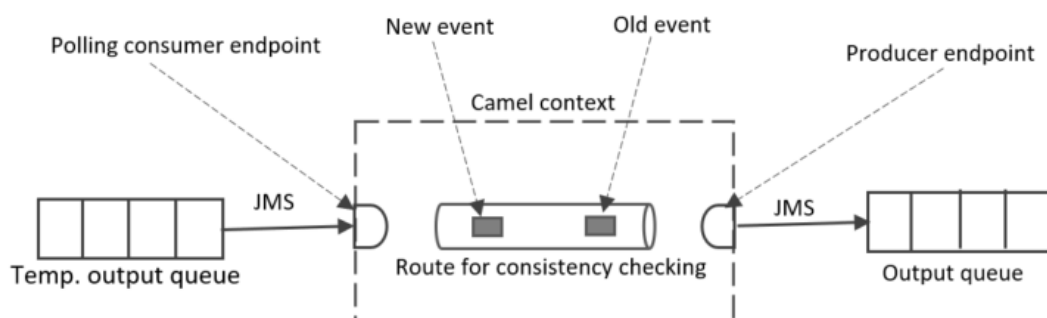 New event
Old event
Polling consumer endpoint
Producer endpoint
Camel context
JMS
JMS
Route for consistency checking
Temp. output queue
Output queue